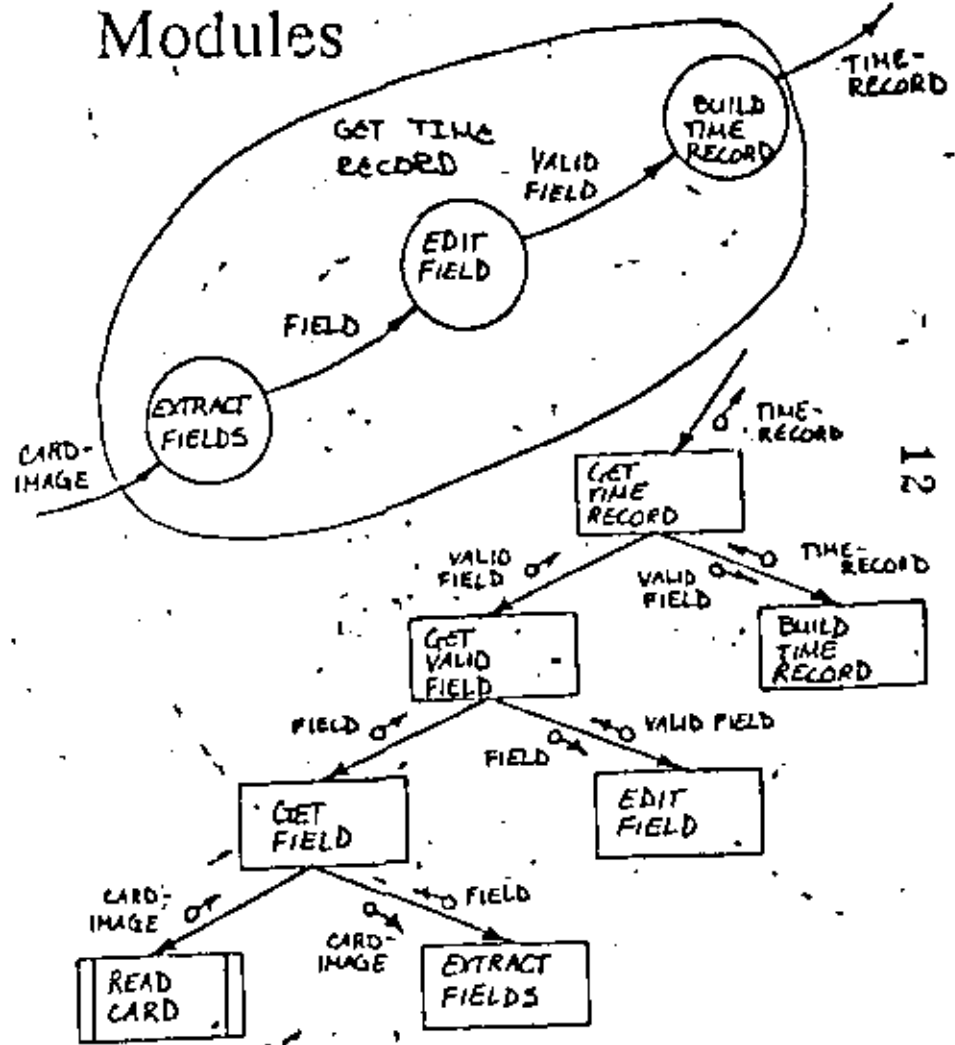 Modules
TIME-
RECORD
BUILD
TIME
RECORD
GET TIME
RECORD
VALID
FIELD
EDIT
FIELD
FIELD
EXTRACT
FIELDS
CARD-
IMAGE
TIME-
RECORD
12
GET
TIME
RECORD
VALID
FIELD
VALID
FIELD
TIME-
RECORD
GET
VALID
FIELD
BUILD
TIME
RECORD
FIELD
FIELD
VALID FIELD
GET
FIELD
EDIT
FIELD
CARD-
IMAGE
CARD-
IMAGE
FIELD
READ
CARD
EXTRACT
FIELDS